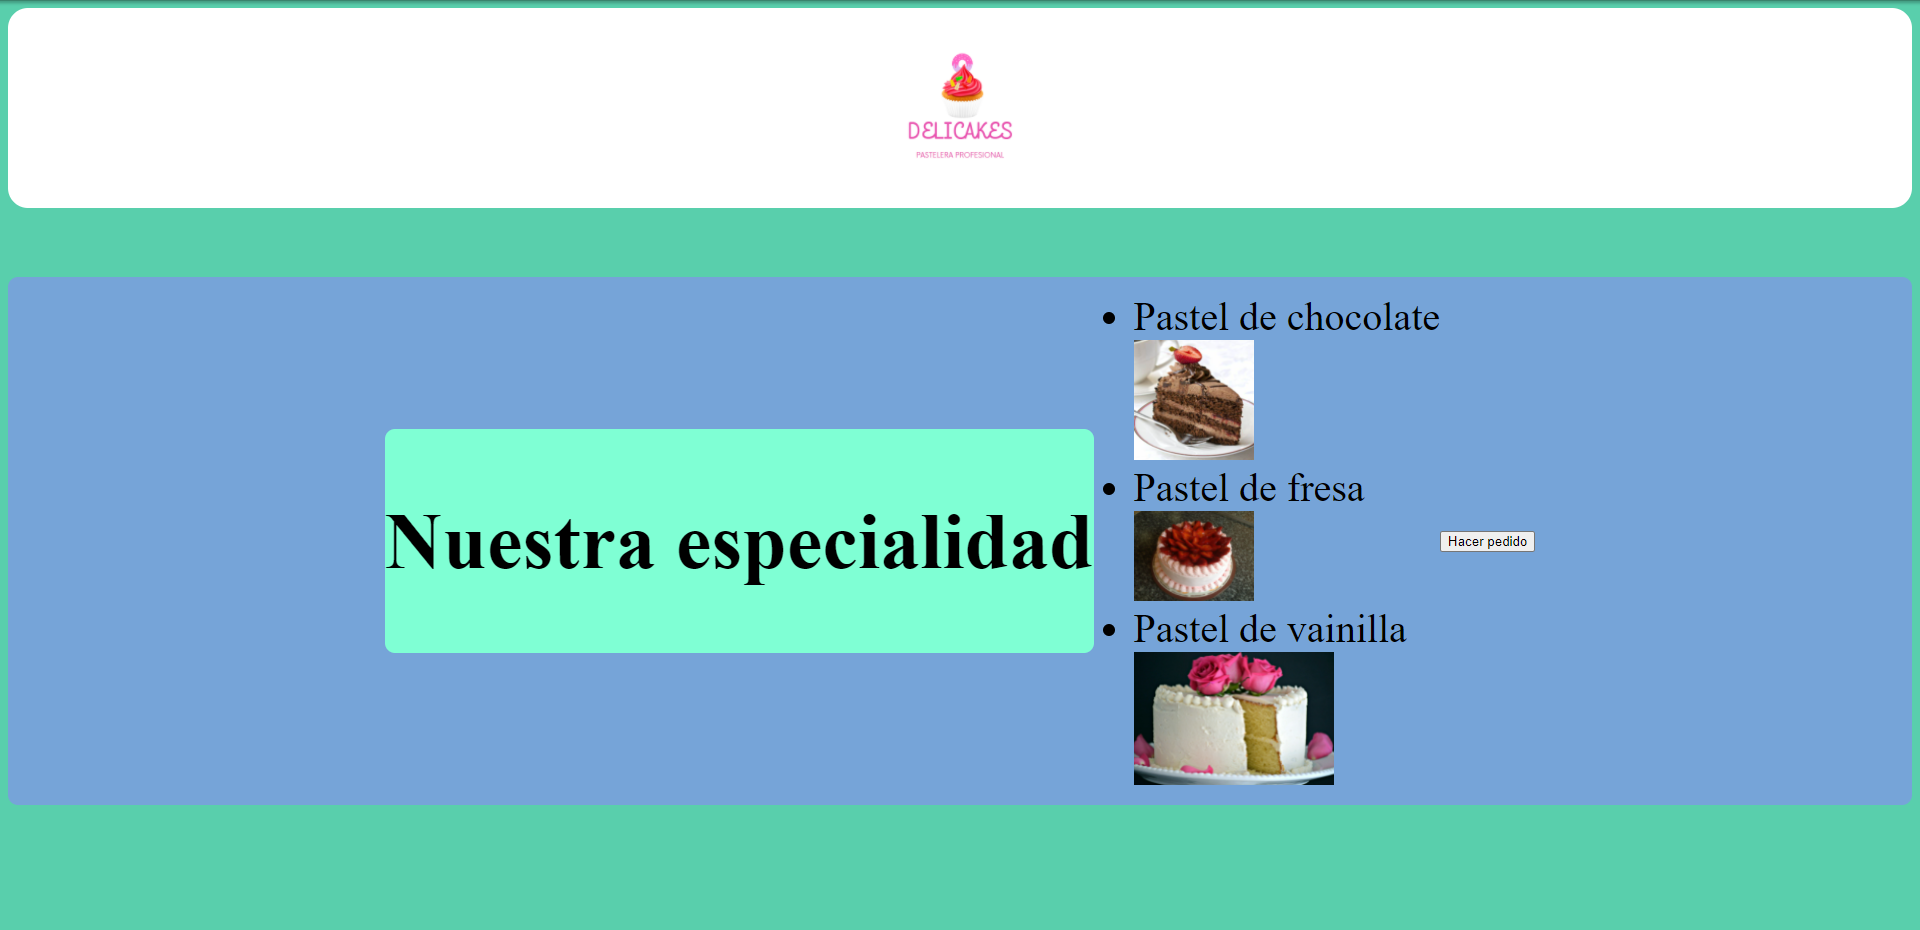 DELICAKES
PASTELERA PROFESIONAL
Nuestra especialidad
Pastel de chocolate
Pastel de fresa
Pastel de vainilla
Hacer pedido